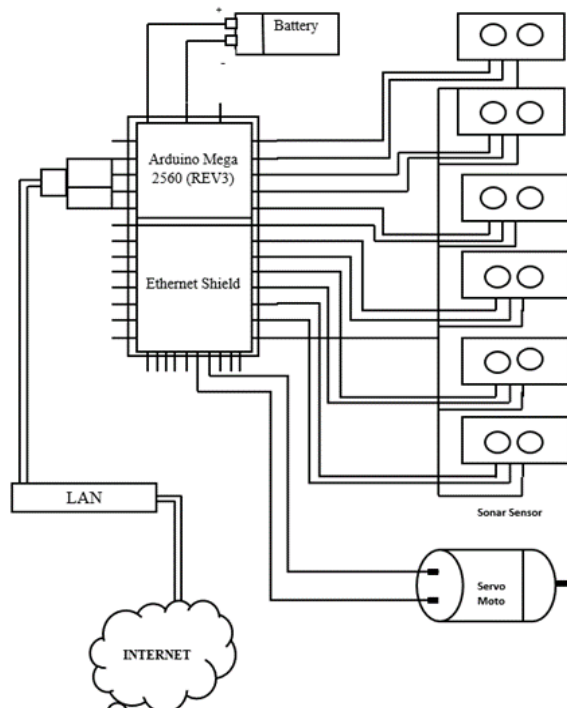 +
Battery
-
Arduino Mega
2560 (REV3)
Ethernet Shield
LAN
Sonar Sensor
Servo
Moto
INTERNET